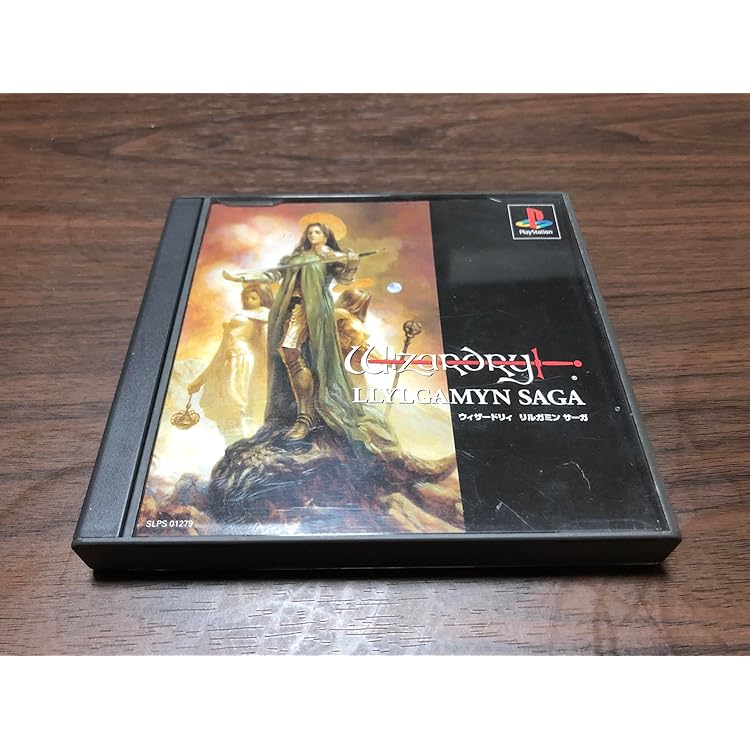 PlayStation
Wizardry
LLYLGAMYN SAGA
ウィザードリィ リルガミン サーガ
SLPS 01279